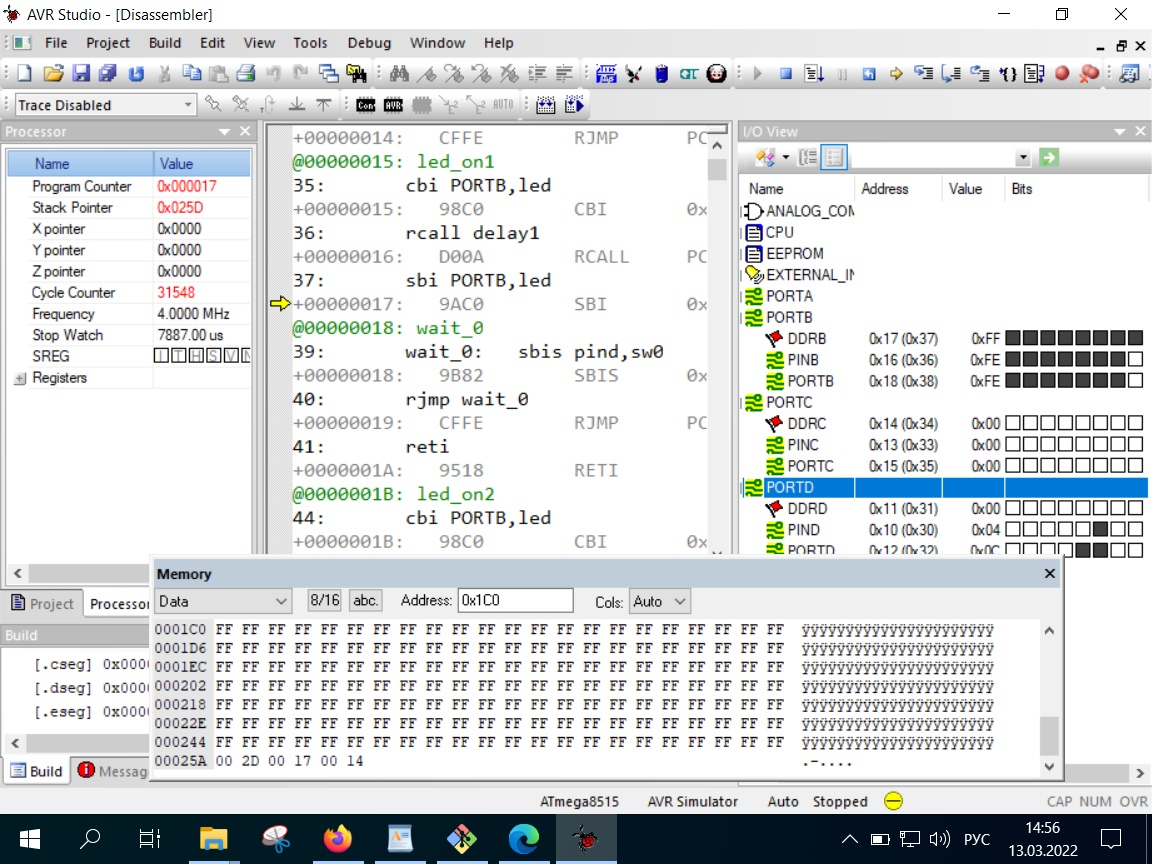 AVR Studio - [Disassembler]
File Project Build Edit View Tools Debug Window Help
Trace Disabled
Con AVR AUTO
Processor
Name Value
Program Counter 0x000017
Stack Pointer 0x025D
X pointer 0x0000
Y pointer 0x0000
Z pointer 0x0000
Cycle Counter 31548
Frequency 4.0000 MHz
Stop Watch 7887.00 us
SREG I T H S V N
Registers
Project Processor
+00000014: CFFE RJMP PC
@00000015: led_on1
35: cbi PORTB,led
+00000015: 98C0 CBI 0x
36: rcall delay1
+00000016: D00A RCALL PC
37: sbi PORTB,led
+00000017: 9AC0 SBI 0x
@00000018: wait_0
39: wait_0: sbis pind,sw0
+00000018: 9B82 SBIS 0x
40: rjmp wait_0
+00000019: CFFE RJMP PC
41: reti
+0000001A: 9518 RETI
@0000001B: led_on2
44: cbi PORTB,led
+0000001B: 98C0 CBI 0x
I/O View
Name Address Value Bits
ANALOG_COM
CPU
EEPROM
EXTERNAL_IN
PORTA
PORTB
DDRB 0x17 (0x37) 0xFF
PINB 0x16 (0x36) 0xFE
PORTB 0x18 (0x38) 0xFE
PORTC
DDRC 0x14 (0x34) 0x00
PINC 0x13 (0x33) 0x00
PORTC 0x15 (0x35) 0x00
PORTD
DDRD 0x11 (0x31) 0x00
PIND 0x10 (0x30) 0x04
PORTD 0x12 (0x32) 0x0C
Build
[.cseg] 0x000
[.dseg] 0x000
[.eseg] 0x000
Build Messag
Memory
Data 8/16 abc. Address: 0x1C0 Cols: Auto
0001C0 FF FF FF FF FF FF FF FF FF FF FF FF FF FF FF FF FF FF FF FF FF FF ÿÿÿÿÿÿÿÿÿÿÿÿÿÿÿÿÿÿÿÿÿÿ
0001D6 FF FF FF FF FF FF FF FF FF FF FF FF FF FF FF FF FF FF FF FF FF FF ÿÿÿÿÿÿÿÿÿÿÿÿÿÿÿÿÿÿÿÿÿÿ
0001EC FF FF FF FF FF FF FF FF FF FF FF FF FF FF FF FF FF FF FF FF FF FF ÿÿÿÿÿÿÿÿÿÿÿÿÿÿÿÿÿÿÿÿÿÿ
000202 FF FF FF FF FF FF FF FF FF FF FF FF FF FF FF FF FF FF FF FF FF FF ÿÿÿÿÿÿÿÿÿÿÿÿÿÿÿÿÿÿÿÿÿÿ
000218 FF FF FF FF FF FF FF FF FF FF FF FF FF FF FF FF FF FF FF FF FF FF ÿÿÿÿÿÿÿÿÿÿÿÿÿÿÿÿÿÿÿÿÿÿ
00022E FF FF FF FF FF FF FF FF FF FF FF FF FF FF FF FF FF FF FF FF FF FF ÿÿÿÿÿÿÿÿÿÿÿÿÿÿÿÿÿÿÿÿÿÿ
000244 FF FF FF FF FF FF FF FF FF FF FF FF FF FF FF FF FF FF FF FF FF FF ÿÿÿÿÿÿÿÿÿÿÿÿÿÿÿÿÿÿÿÿÿÿ
00025A 00 2D 00 17 00 14 .-....
ATmega8515 AVR Simulator Auto Stopped CAP NUM OVR
РУС
14:56
13.03.2022